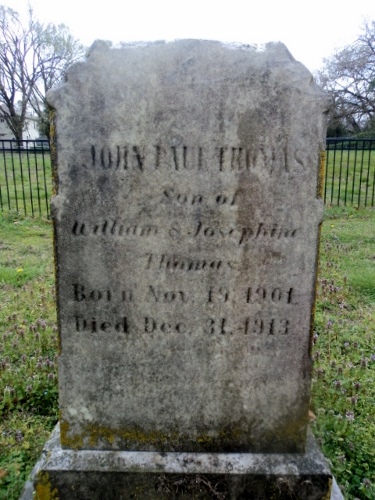 JOHN PAUL THOMAS
Son of
William & Josephine
Thomas
Born Nov. 19, 1901.
Died Dec. 31, 1913.